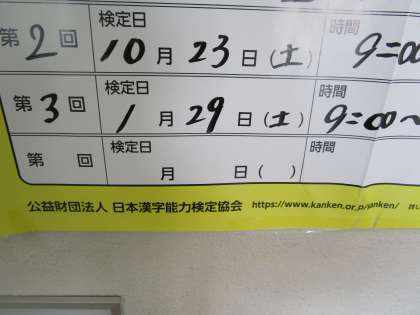 第2回 検定日 時間
10月23日(土) 9=00
第3回 検定日 時間
1月29日(土) 9=00~
第 回 検定日 時間
月 日( )
公益財団法人 日本漢字能力検定協会 https://www.kanken.or.jp/kanken/